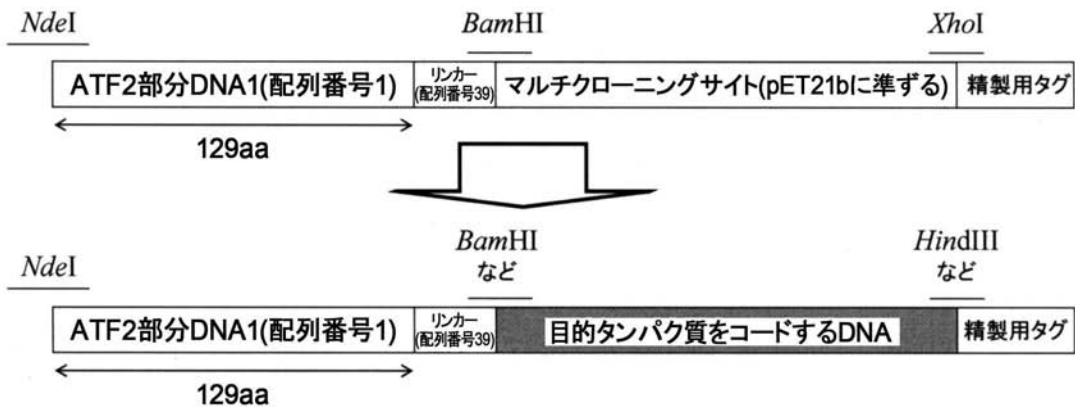 NdeI BamHI XhoI
ATF2部分DNA1(配列番号1) リンカー マルチクローニングサイト(pET21bに準ずる) 精製用タグ
(配列番号39)
129aa
BamHI HindIII
NdeI など など
ATF2部分DNA1(配列番号1) リンカー 目的タンパク質をコードするDNA 精製用タグ
(配列番号39)
129aa